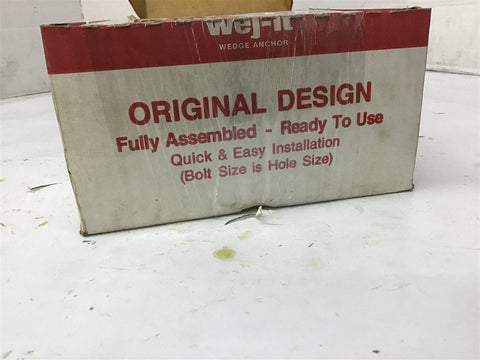 wej-it
WEDGE ANCHOR
ORIGINAL DESIGN
Fully Assembled - Ready To Use
Quick & Easy Installation
(Bolt Size is Hole Size)